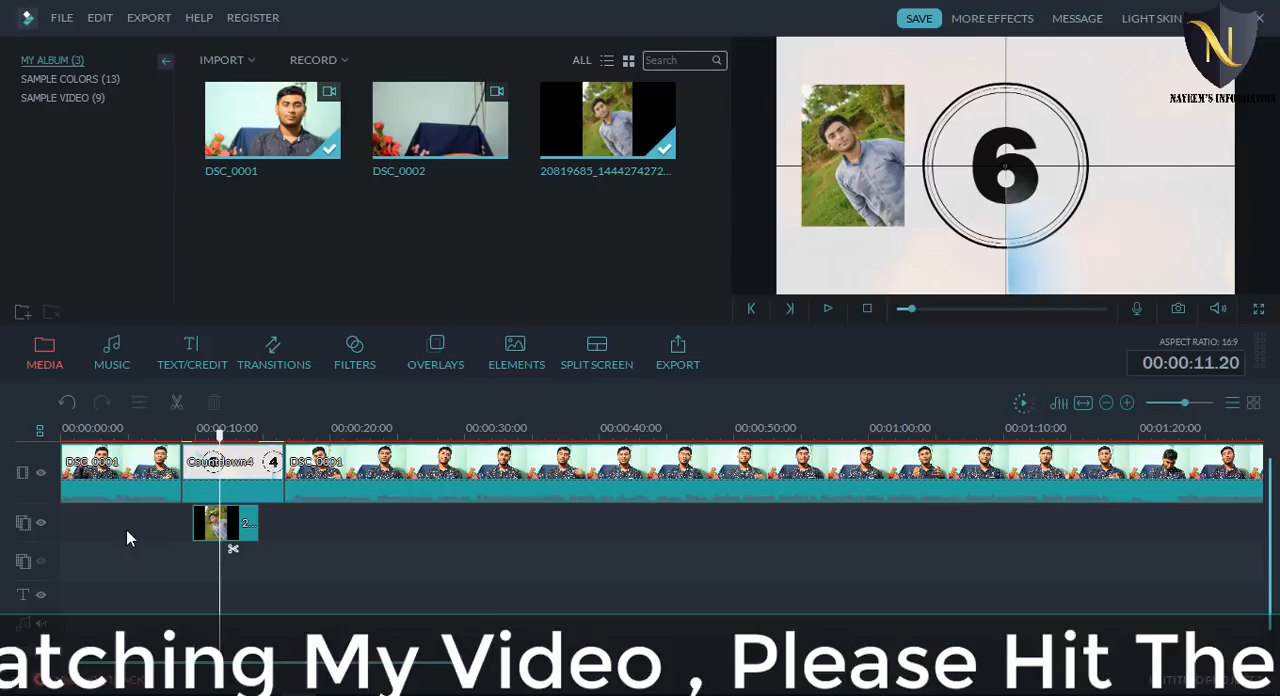 FILE EDIT EXPORT HELP REGISTER SAVE MORE EFFECTS MESSAGE LIGHT SKIN
N
NAYEEM'S INFORMATION
MY ALBUM (3)
SAMPLE COLORS (13)
SAMPLE VIDEO (9)
IMPORT RECORD ALL Search
DSC_0001 DSC_0002 20819685_1444274272...
6
MEDIA MUSIC TEXT/CREDIT TRANSITIONS FILTERS OVERLAYS ELEMENTS SPLIT SCREEN EXPORT
ASPECT RATIO: 16:9
00:00:11.20
00:00:00:00 00:00:10:00 00:00:20:00 00:00:30:00 00:00:40:00 00:00:50:00 00:01:00:00 00:01:10:00 00:01:20:00
DSC_0001 Countdown4 4 DSC_0001
2...
T
atching My Video , Please Hit The